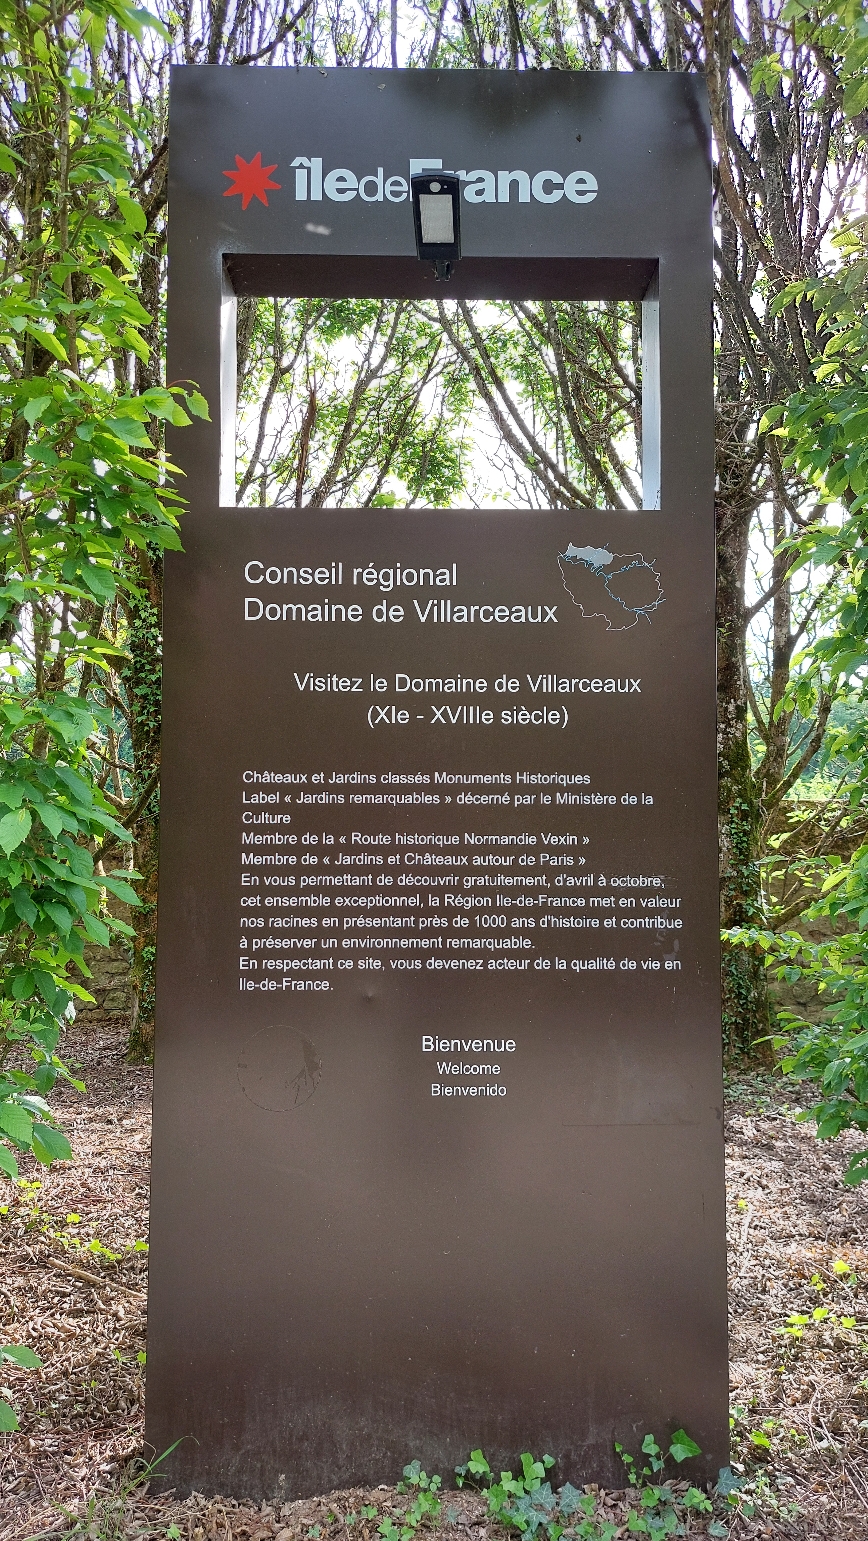 île de France
Conseil régional
Domaine de Villarceaux
Visitez le Domaine de Villarceaux
(XIe - XVIIIe siècle)
Châteaux et Jardins classés Monuments Historiques
Label « Jardins remarquables » décerné par le Ministère de la
Culture
Membre de la « Route historique Normandie Vexin »
Membre de « Jardins et Châteaux autour de Paris »
En vous permettant de découvrir gratuitement, d'avril à octobre,
cet ensemble exceptionnel, la Région Ile-de-France met en valeur
nos racines en présentant près de 1000 ans d'histoire et contribue
à préserver un environnement remarquable.
En respectant ce site, vous devenez acteur de la qualité de vie en
Ile-de-France.
Bienvenue
Welcome
Bienvenido